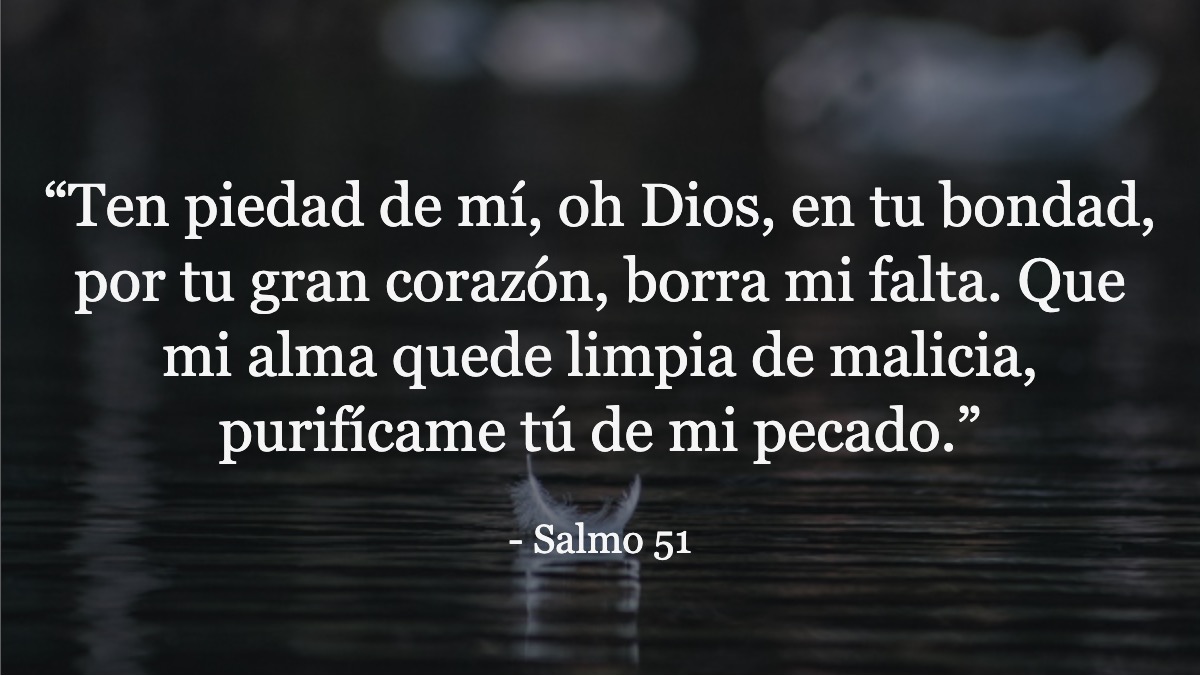 “Ten piedad de mí, oh Dios, en tu bondad,
por tu gran corazón, borra mi falta. Que
mi alma quede limpia de malicia,
purifícame tú de mi pecado.”
- Salmo 51